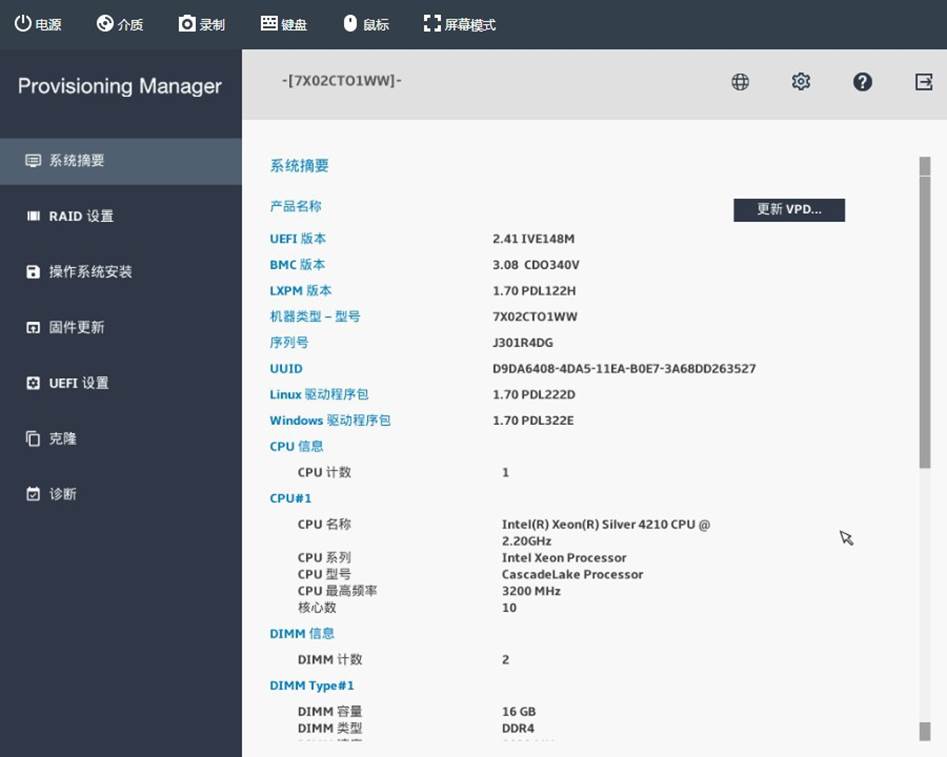 电源 介质 录制 键盘 鼠标 屏幕模式
Provisioning Manager
-[7X02CTO1WW]-
系统摘要
RAID 设置
操作系统安装
固件更新
UEFI 设置
克隆
诊断
系统摘要
产品名称
更新 VPD...
UEFI 版本 2.41 IVE148M
BMC 版本 3.08 CDO340V
LXPM 版本 1.70 PDL122H
机器类型 – 型号 7X02CTO1WW
序列号 J301R4DG
UUID D9DA6408-4DA5-11EA-B0E7-3A68DD263527
Linux 驱动程序包 1.70 PDL222D
Windows 驱动程序包 1.70 PDL322E
CPU 信息
CPU 计数 1
CPU#1
CPU 名称 Intel(R) Xeon(R) Silver 4210 CPU @
2.20GHz
CPU 系列 Intel Xeon Processor
CPU 型号 CascadeLake Processor
CPU 最高频率 3200 MHz
核心数 10
DIMM 信息
DIMM 计数 2
DIMM Type#1
DIMM 容量 16 GB
DIMM 类型 DDR4